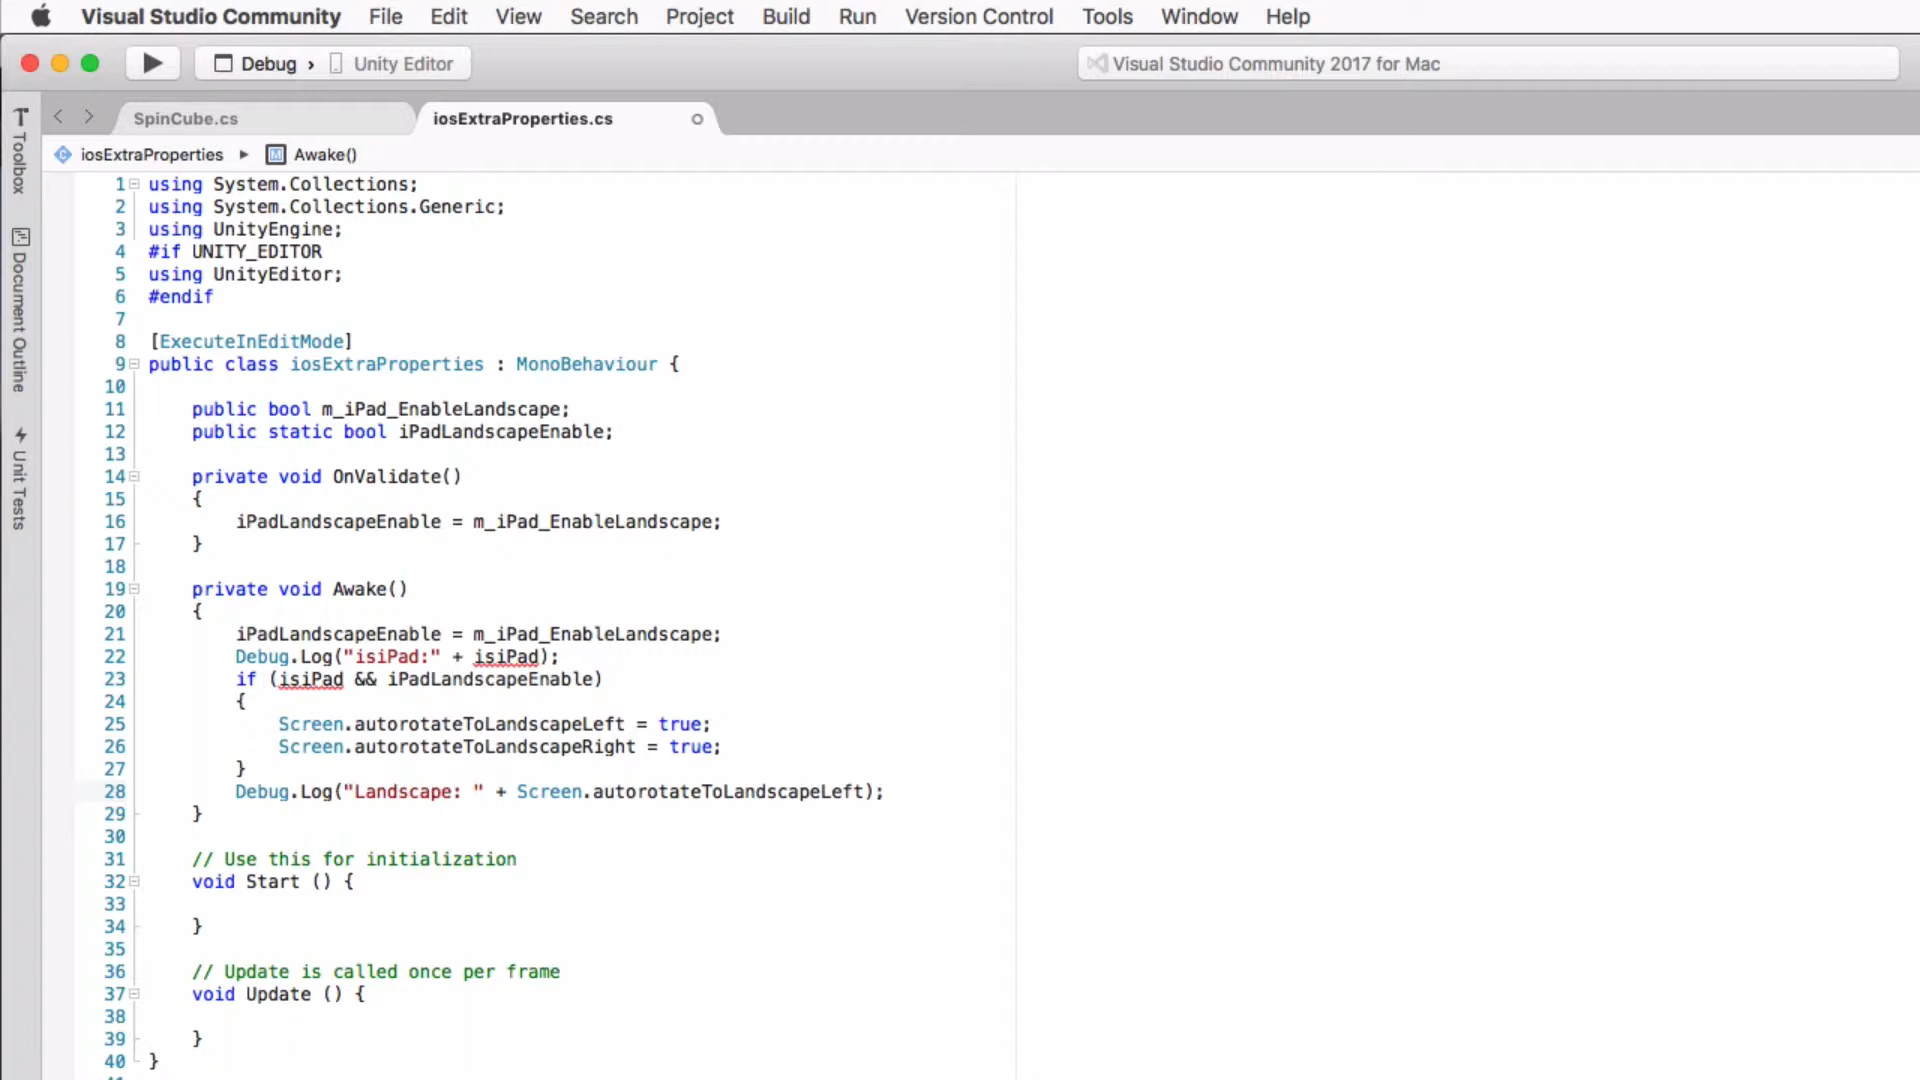 Visual Studio Community File Edit View Search Project Build Run Version Control Tools Window Help
Debug › Unity Editor Visual Studio Community 2017 for Mac
SpinCube.cs iosExtraProperties.cs
iosExtraProperties Awake()
Toolbox
Document Outline
Unit Tests
1 using System.Collections;
2 using System.Collections.Generic;
3 using UnityEngine;
4 #if UNITY_EDITOR
5 using UnityEditor;
6 #endif
7
8 [ExecuteInEditMode]
9 public class iosExtraProperties : MonoBehaviour {
10
11 public bool m_iPad_EnableLandscape;
12 public static bool iPadLandscapeEnable;
13
14 private void OnValidate()
15 {
16 iPadLandscapeEnable = m_iPad_EnableLandscape;
17 }
18
19 private void Awake()
20 {
21 iPadLandscapeEnable = m_iPad_EnableLandscape;
22 Debug.Log("isiPad:" + isiPad);
23 if (isiPad && iPadLandscapeEnable)
24 {
25 Screen.autorotateToLandscapeLeft = true;
26 Screen.autorotateToLandscapeRight = true;
27 }
28 Debug.Log("Landscape: " + Screen.autorotateToLandscapeLeft);
29 }
30
31 // Use this for initialization
32 void Start () {
33
34 }
35
36 // Update is called once per frame
37 void Update () {
38
39 }
40 }